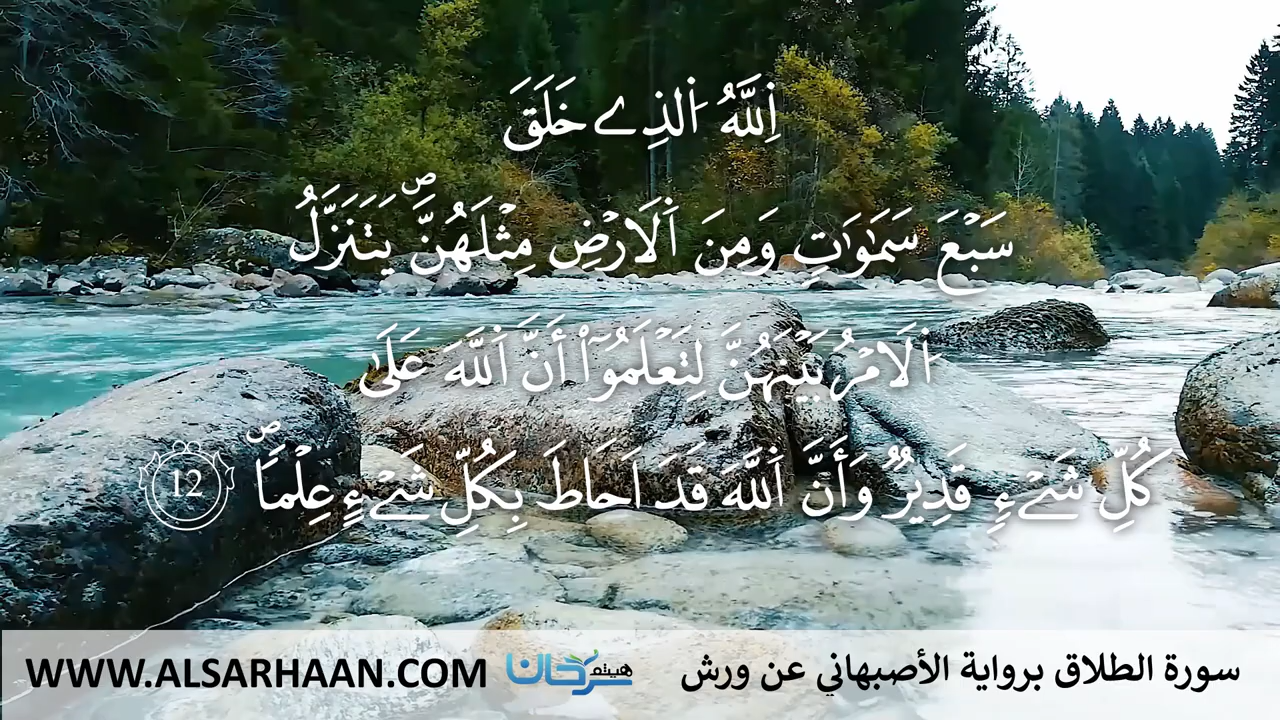 اِ۬للَّهُ اُ۬لذِے خَلَقَ
سَبْعَ سَمَٰوَٰتٖ وَمِنَ اَ۬لَارْضِ مِثْلَهُنَّۖ يَتَنَزَّلُ
اُ۬لَامْرُ بَيْنَهُنَّ لِتَعْلَمُوٓاْ أَنَّ اَ۬للَّهَ عَلَىٰ
كُلِّ شَےْءٖ قَدِيرٞ وَأَنَّ اَ۬للَّهَ قَدَ اَحَاطَ بِكُلِّ شَےْءٍ عِلْماٗۖ 12
سورة الطلاق برواية الأصبهاني عن ورش
هيثم سرحان
WWW.ALSARHAAN.COM